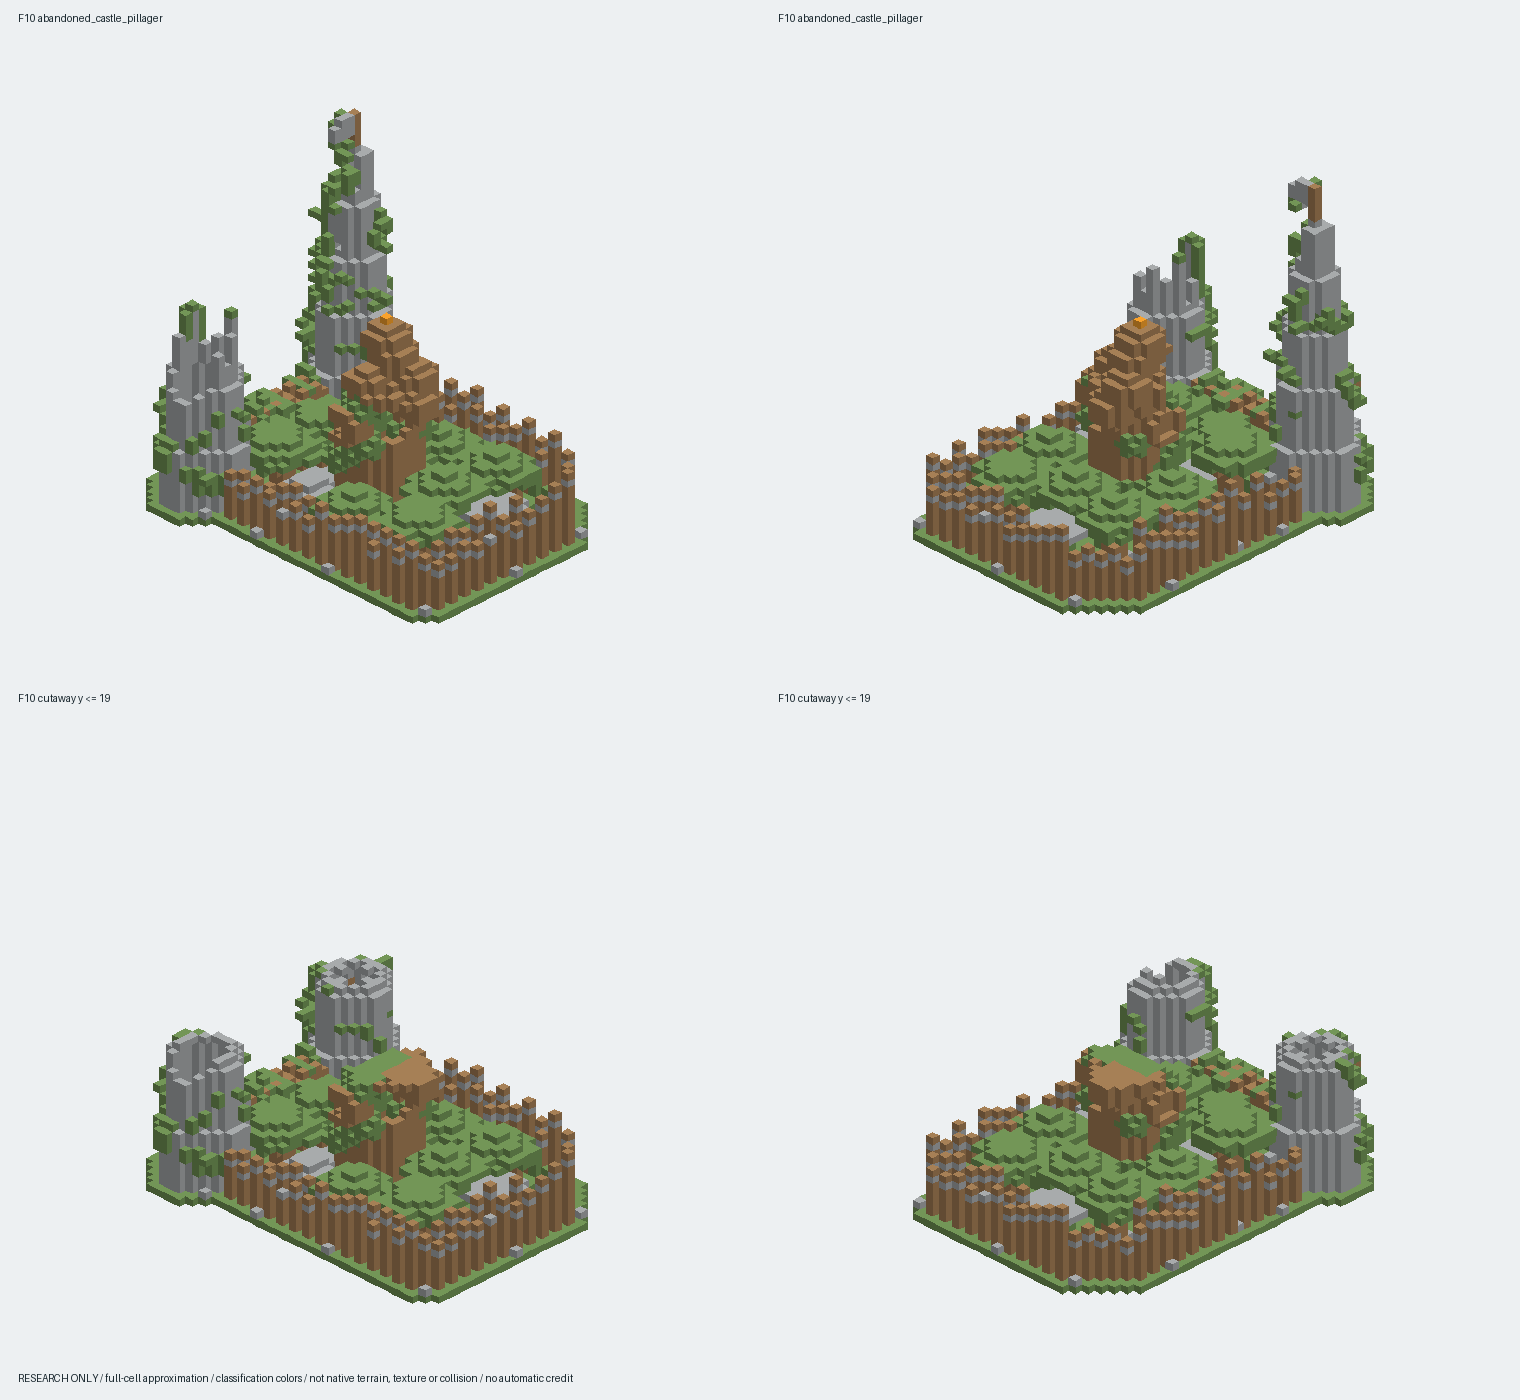 F10 abandoned_castle_pillager
F10 abandoned_castle_pillager
F10 cutaway y <= 19
F10 cutaway y <= 19
RESEARCH ONLY / full-cell approximation / classification colors / not native terrain, texture or collision / no automatic credit